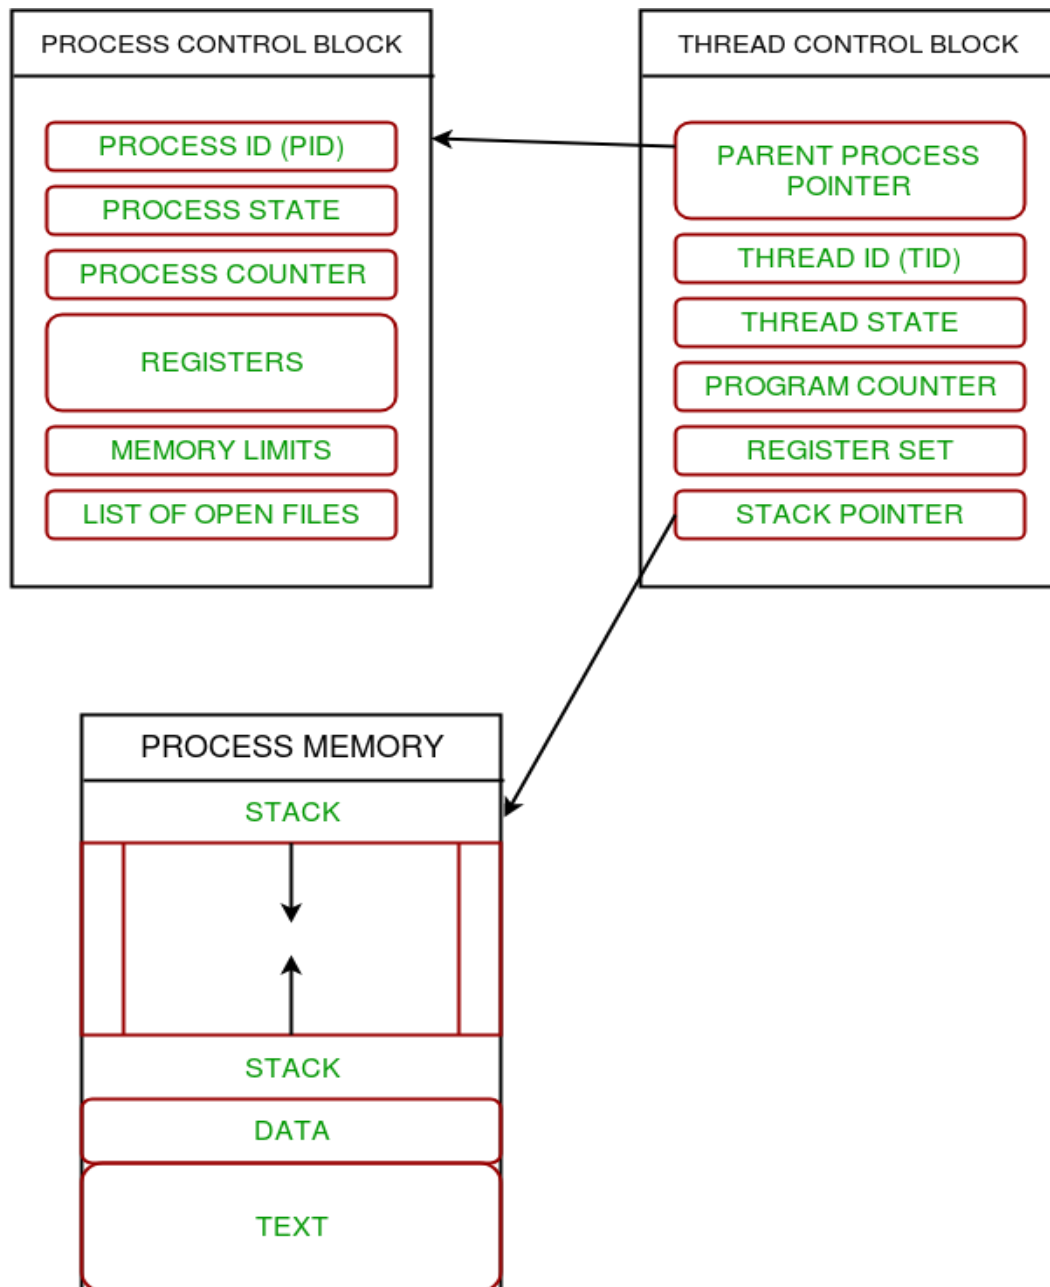 PROCESS CONTROL BLOCK
PROCESS ID (PID)
PROCESS STATE
PROCESS COUNTER
REGISTERS
MEMORY LIMITS
LIST OF OPEN FILES
THREAD CONTROL BLOCK
PARENT PROCESS
POINTER
THREAD ID (TID)
THREAD STATE
PROGRAM COUNTER
REGISTER SET
STACK POINTER
PROCESS MEMORY
STACK
STACK
DATA
TEXT